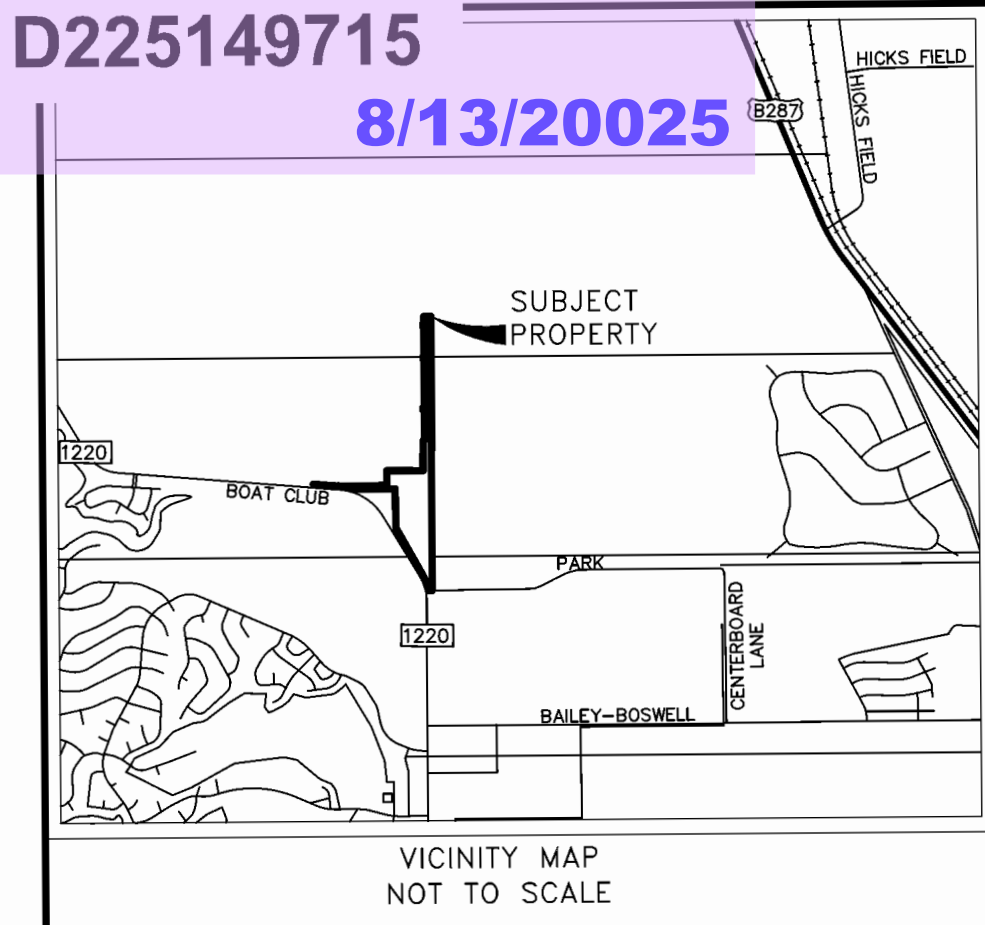 D225149715
8/13/20025
HICKS FIELD
B287
HICKS FIELD
SUBJECT
PROPERTY
1220
BOAT CLUB
PARK
1220
CENTERBOARD
LANE
BAILEY-BOSWELL
VICINITY MAP
NOT TO SCALE